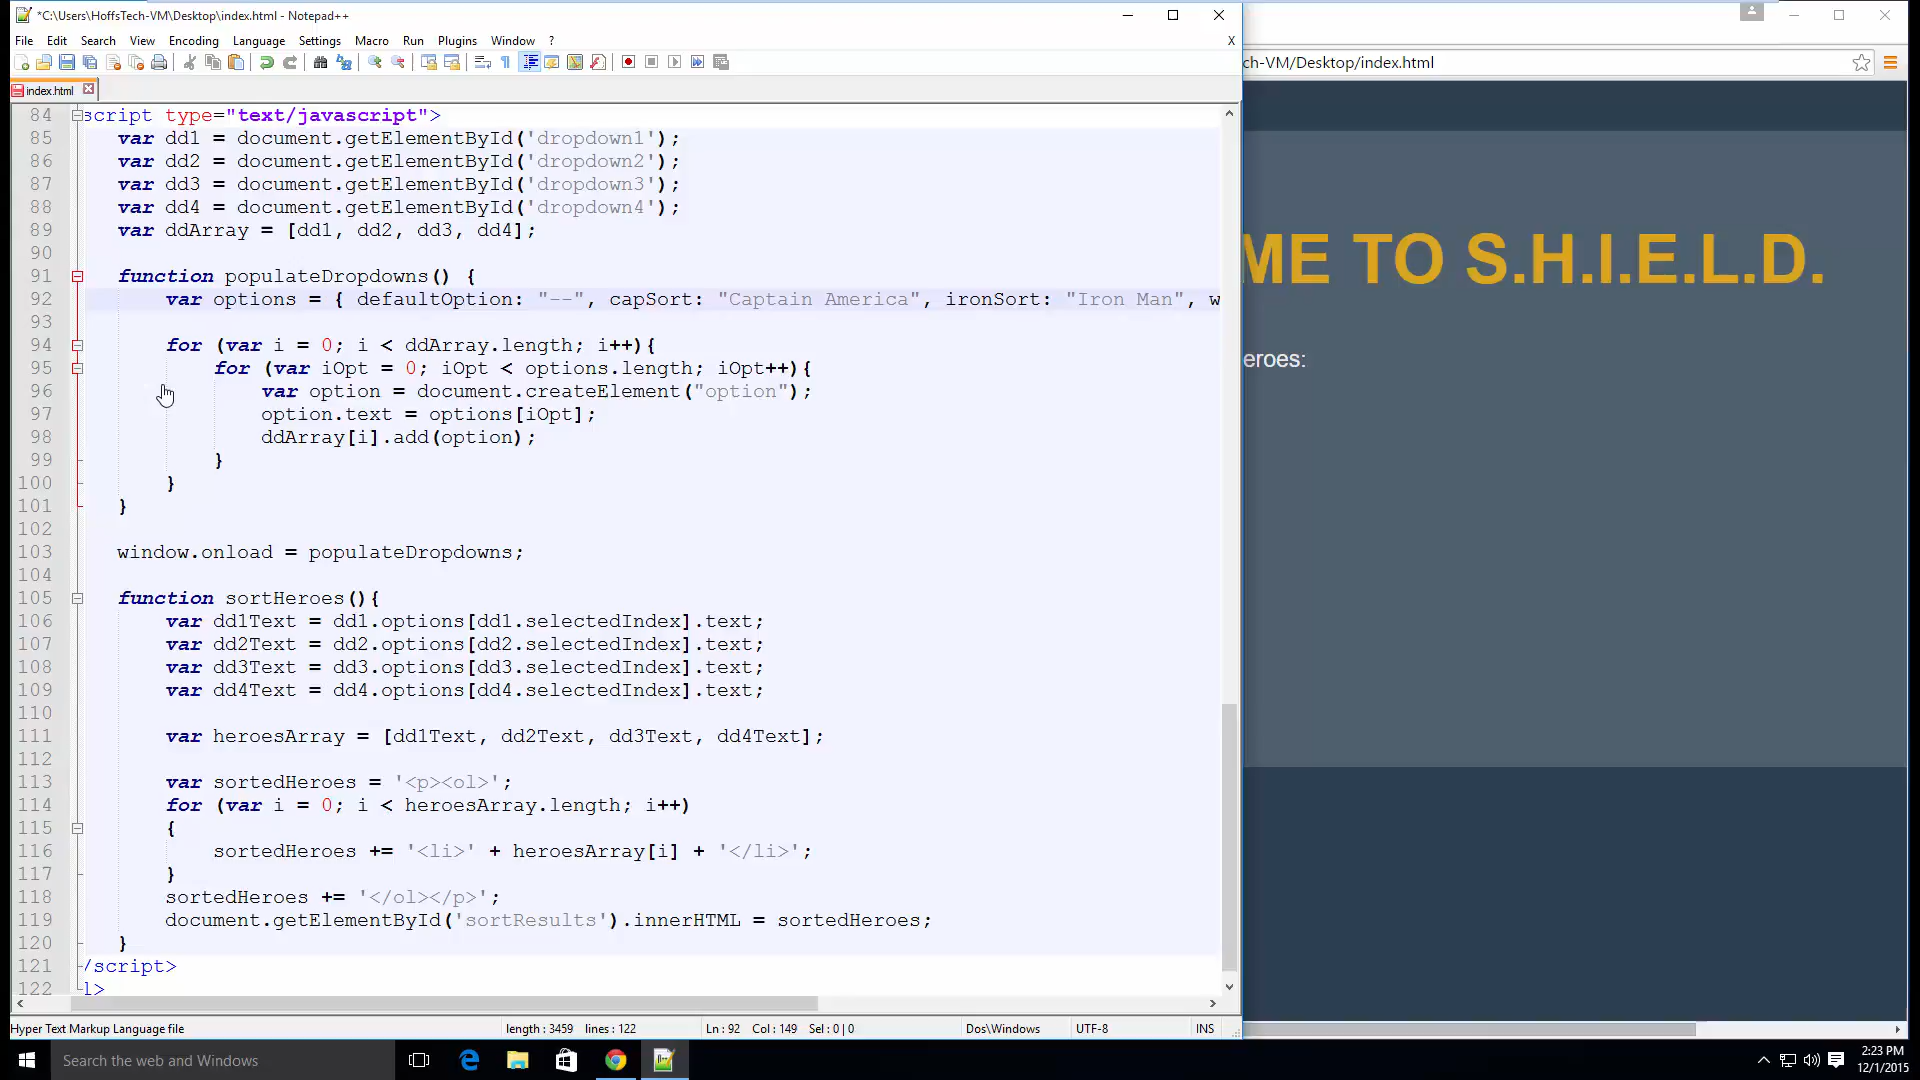 *C:\Users\HoffsTech-VM\Desktop\index.html - Notepad++
File Edit Search View Encoding Language Settings Macro Run Plugins Window ? X
index.html
84 script type="text/javascript">
85 var dd1 = document.getElementById('dropdown1');
86 var dd2 = document.getElementById('dropdown2');
87 var dd3 = document.getElementById('dropdown3');
88 var dd4 = document.getElementById('dropdown4');
89 var ddArray = [dd1, dd2, dd3, dd4];
90
91 function populateDropdowns() {
92 var options = { defaultOption: "--", capSort: "Captain America", ironSort: "Iron Man", w
93
94 for (var i = 0; i < ddArray.length; i++){
95 for (var iOpt = 0; iOpt < options.length; iOpt++){
96 var option = document.createElement("option");
97 option.text = options[iOpt];
98 ddArray[i].add(option);
99 }
100 }
101 }
102
103 window.onload = populateDropdowns;
104
105 function sortHeroes(){
106 var dd1Text = dd1.options[dd1.selectedIndex].text;
107 var dd2Text = dd2.options[dd2.selectedIndex].text;
108 var dd3Text = dd3.options[dd3.selectedIndex].text;
109 var dd4Text = dd4.options[dd4.selectedIndex].text;
110
111 var heroesArray = [dd1Text, dd2Text, dd3Text, dd4Text];
112
113 var sortedHeroes = '<p><ol>';
114 for (var i = 0; i < heroesArray.length; i++)
115 {
116 sortedHeroes += '<li>' + heroesArray[i] + '</li>';
117 }
118 sortedHeroes += '</ol></p>';
119 document.getElementById('sortResults').innerHTML = sortedHeroes;
120 }
121 /script>
122 l>
Hyper Text Markup Language file length : 3459 lines : 122 Ln : 92 Col : 149 Sel : 0 | 0 Dos\Windows UTF-8 INS
ch-VM/Desktop/index.html
ME TO S.H.I.E.L.D.
eroes:
Search the web and Windows
2:23 PM
12/1/2015